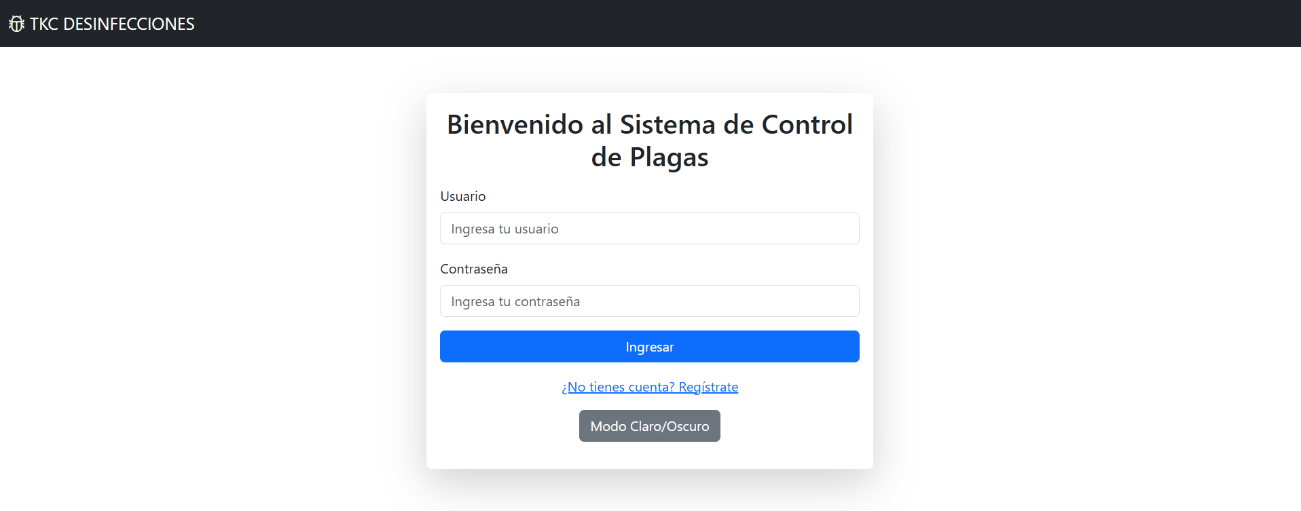 TKC DESINFECCIONES
Bienvenido al Sistema de Control
de Plagas
Usuario
Ingresa tu usuario
Contraseña
Ingresa tu contraseña
Ingresar
¿No tienes cuenta? Regístrate
Modo Claro/Oscuro